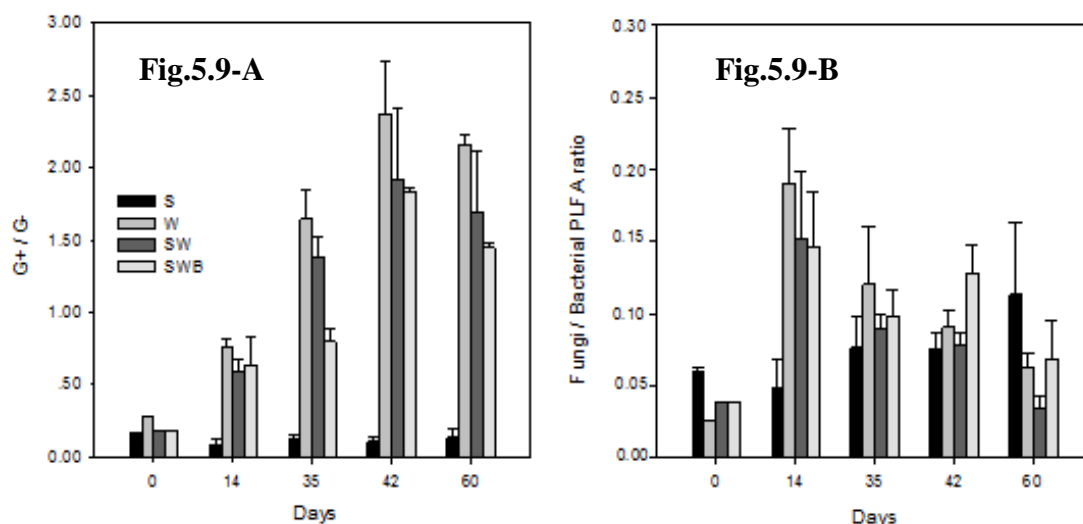 Fig.5.9-A
G+ / G-
3.00
2.50
2.00
1.50
1.00
.50
0.00
S
W
SW
SWB
0 14 35 42 60
Days
Fig.5.9-B
Fungi / Bacterial PLFA ratio
0.30
0.25
0.20
0.15
0.10
0.05
0.00
0 14 35 42 60
Days